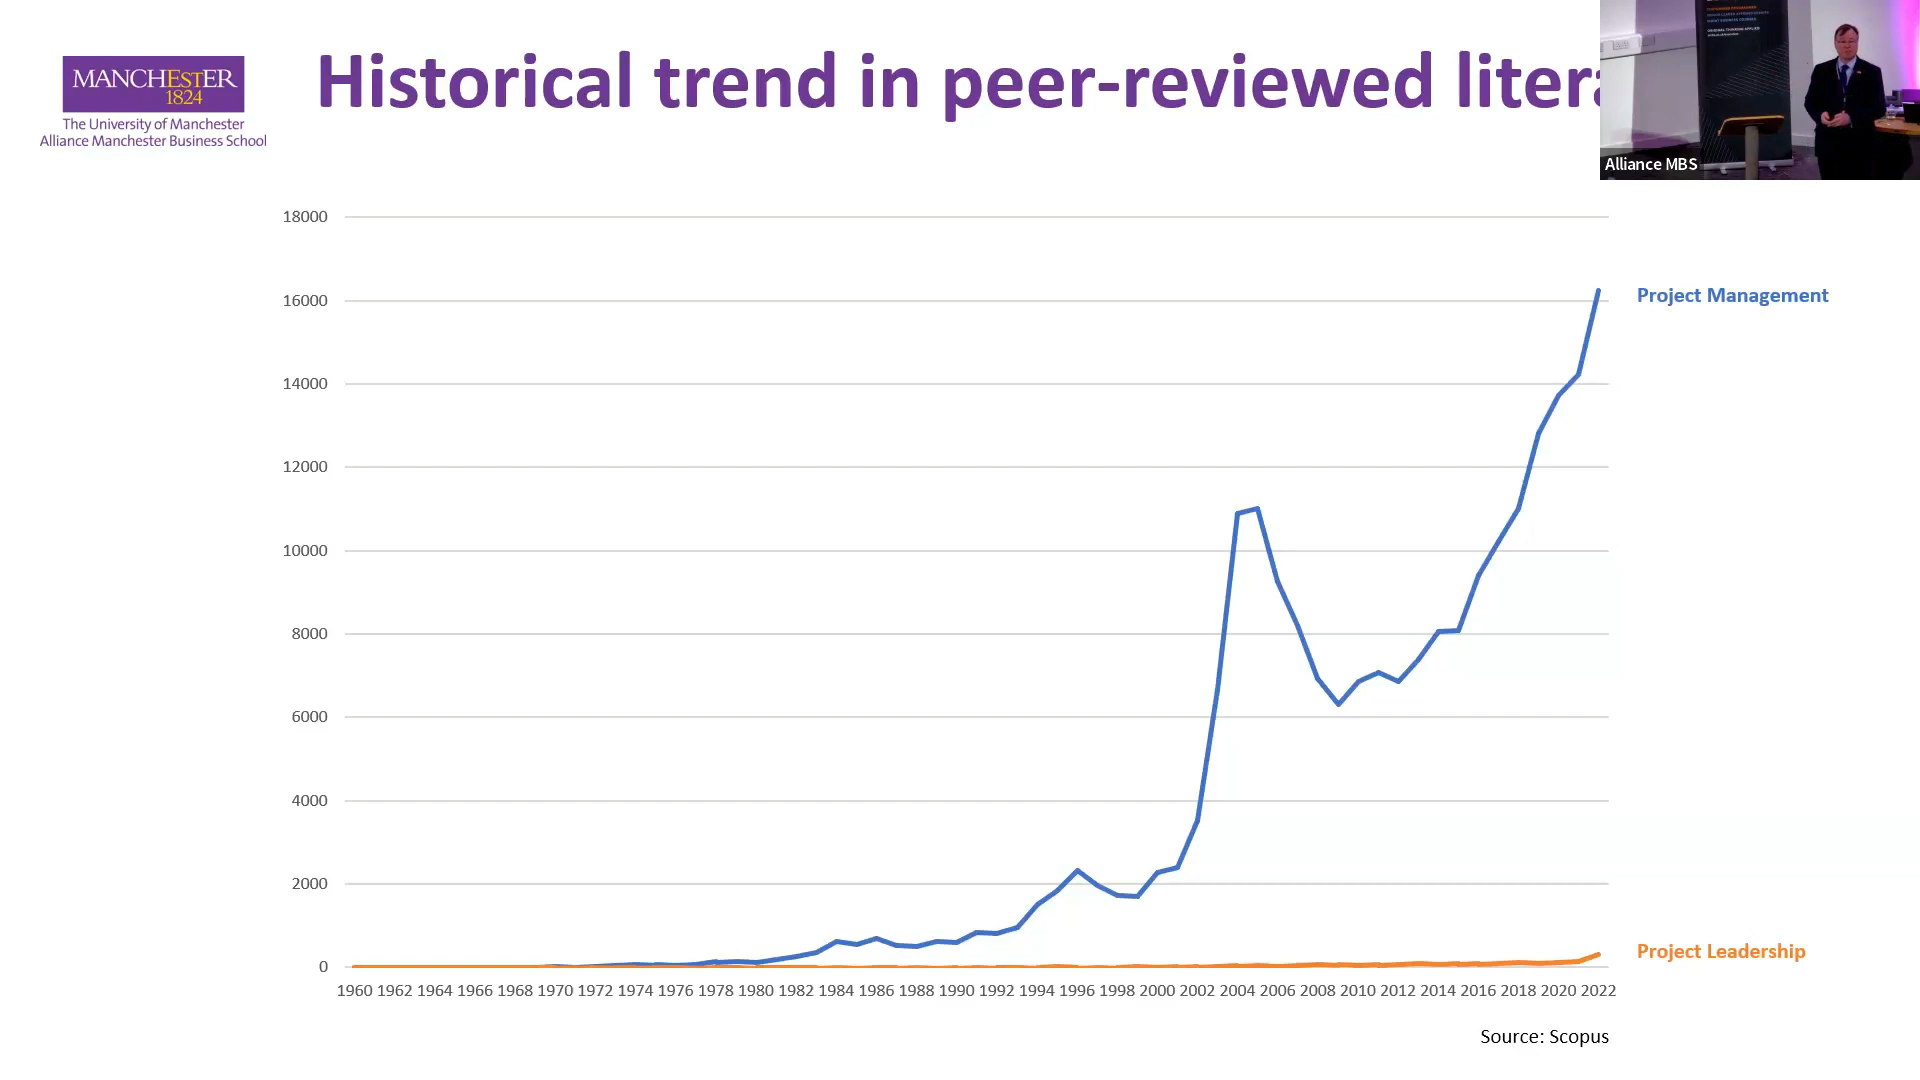 MANCHESTER
1824
The University of Manchester
Alliance Manchester Business School
Historical trend in peer-reviewed litera
Alliance MBS
18000
16000
14000
12000
10000
8000
6000
4000
2000
0
Project Management
Project Leadership
1960 1962 1964 1966 1968 1970 1972 1974 1976 1978 1980 1982 1984 1986 1988 1990 1992 1994 1996 1998 2000 2002 2004 2006 2008 2010 2012 2014 2016 2018 2020 2022
Source: Scopus